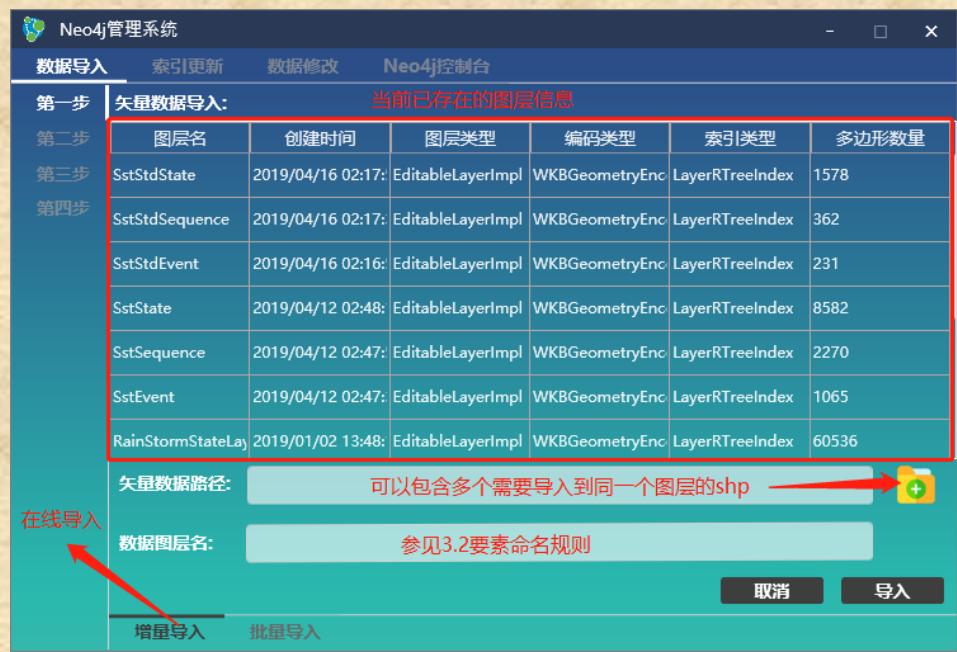 Neo4j管理系统
数据导入 索引更新 数据修改 Neo4j控制台
第一步 矢量数据导入: 当前已存在的图层信息
第二步
第三步
第四步
图层名 创建时间 图层类型 编码类型 索引类型 多边形数量
SstStdState 2019/04/16 02:17: EditableLayerImpl WKBGeometryEnc LayerRTreeIndex 1578
SstStdSequence 2019/04/16 02:17: EditableLayerImpl WKBGeometryEnc LayerRTreeIndex 362
SstStdEvent 2019/04/16 02:16: EditableLayerImpl WKBGeometryEnc LayerRTreeIndex 231
SstState 2019/04/12 02:48: EditableLayerImpl WKBGeometryEnc LayerRTreeIndex 8582
SstSequence 2019/04/12 02:47: EditableLayerImpl WKBGeometryEnc LayerRTreeIndex 2270
SstEvent 2019/04/12 02:47: EditableLayerImpl WKBGeometryEnc LayerRTreeIndex 1065
RainStormStateLay 2019/01/02 13:48: EditableLayerImpl WKBGeometryEnc LayerRTreeIndex 60536
矢量数据路径: 可以包含多个需要导入到同一个图层的shp
在线导入
数据图层名: 参见3.2要素命名规则
取消 导入
增量导入 批量导入